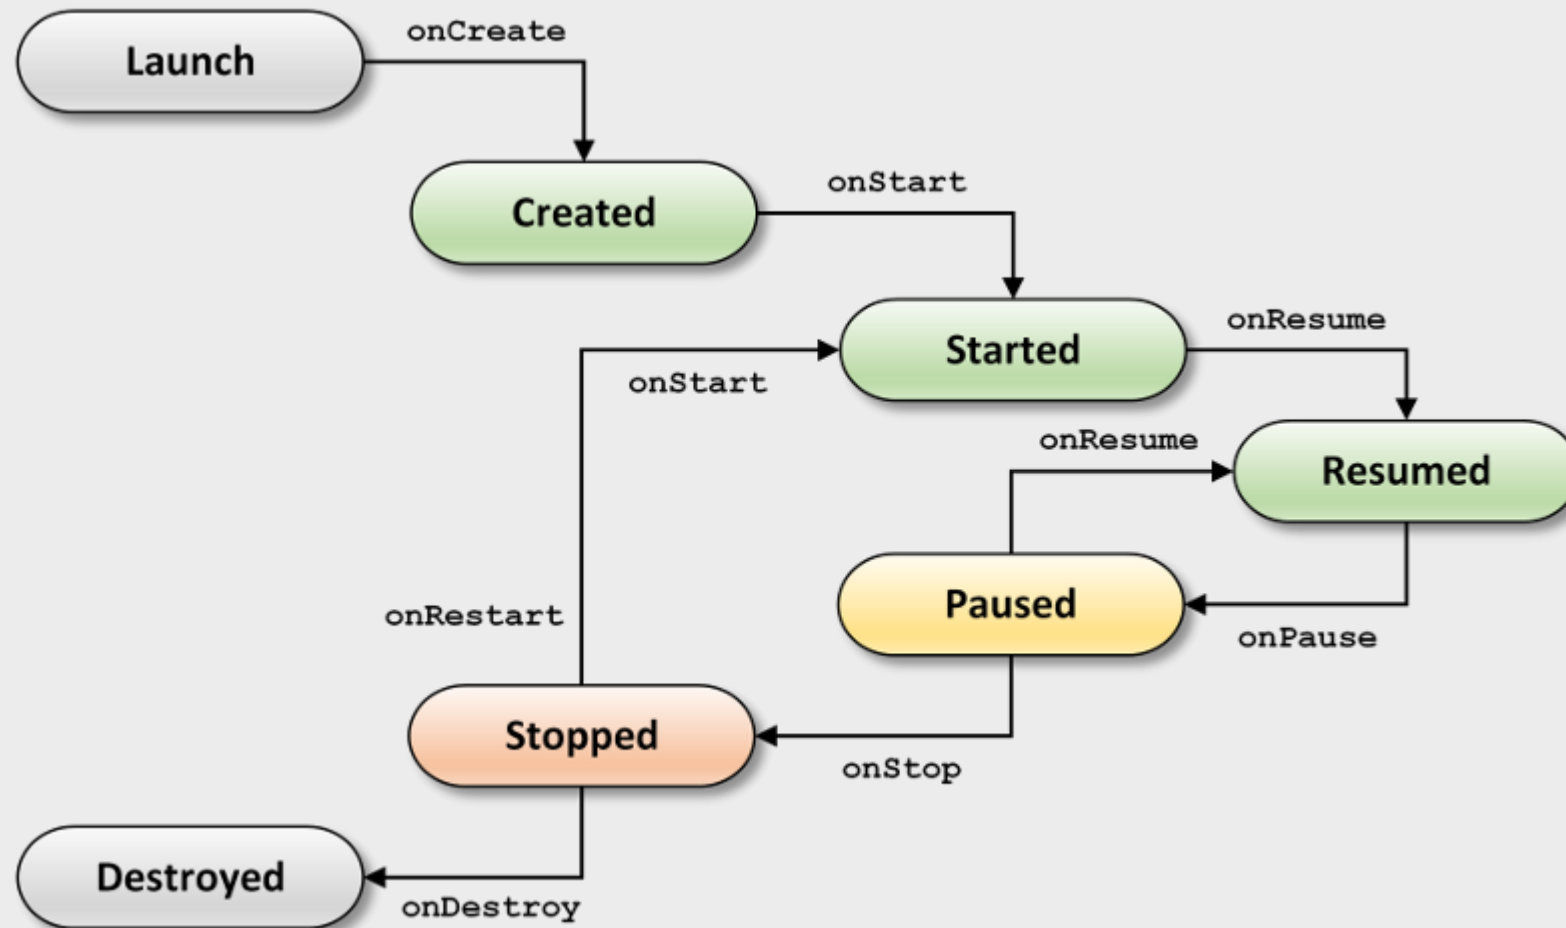 onCreate
Launch
onStart
Created
onResume
Started
onStart
onResume
Resumed
Paused
onRestart
onPause
Stopped
onStop
Destroyed
onDestroy